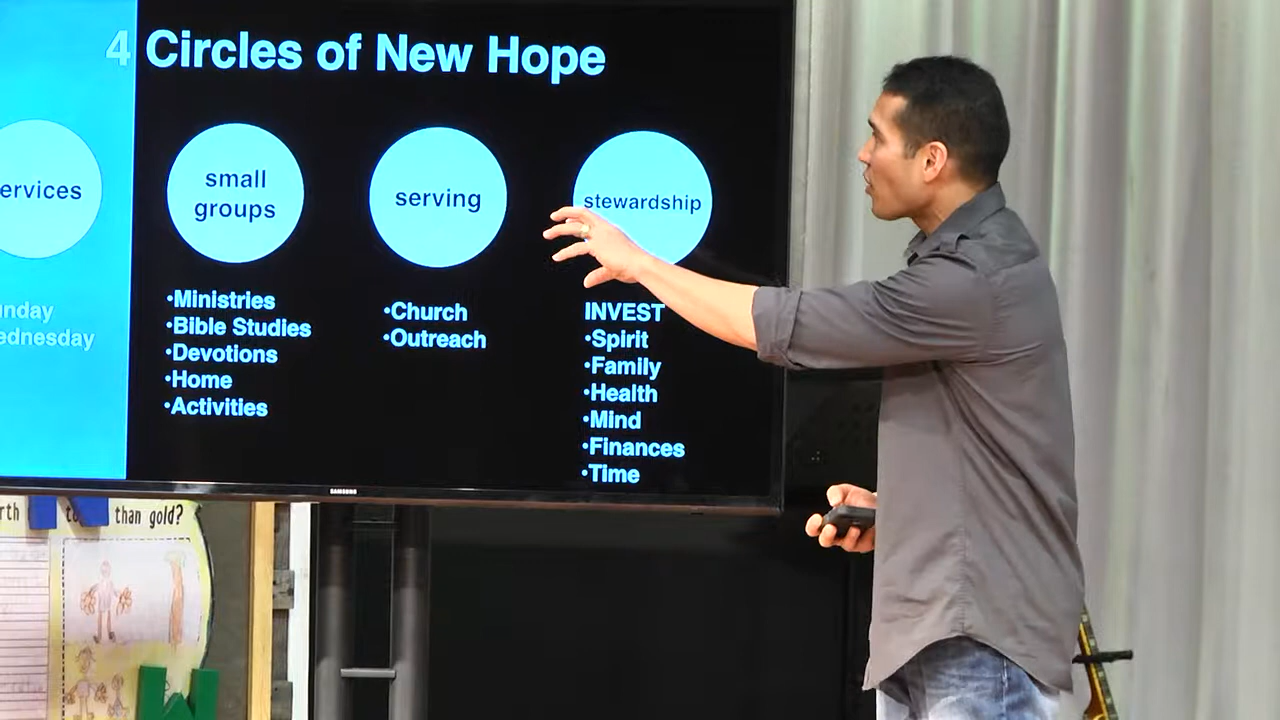 4 Circles of New Hope
ervices
small
groups
serving
stewardship
unday
ednesday
•Ministries
•Bible Studies
•Devotions
•Home
•Activities
•Church
•Outreach
INVEST
•Spirit
•Family
•Health
•Mind
•Finances
•Time
SAMSUNG
than gold?